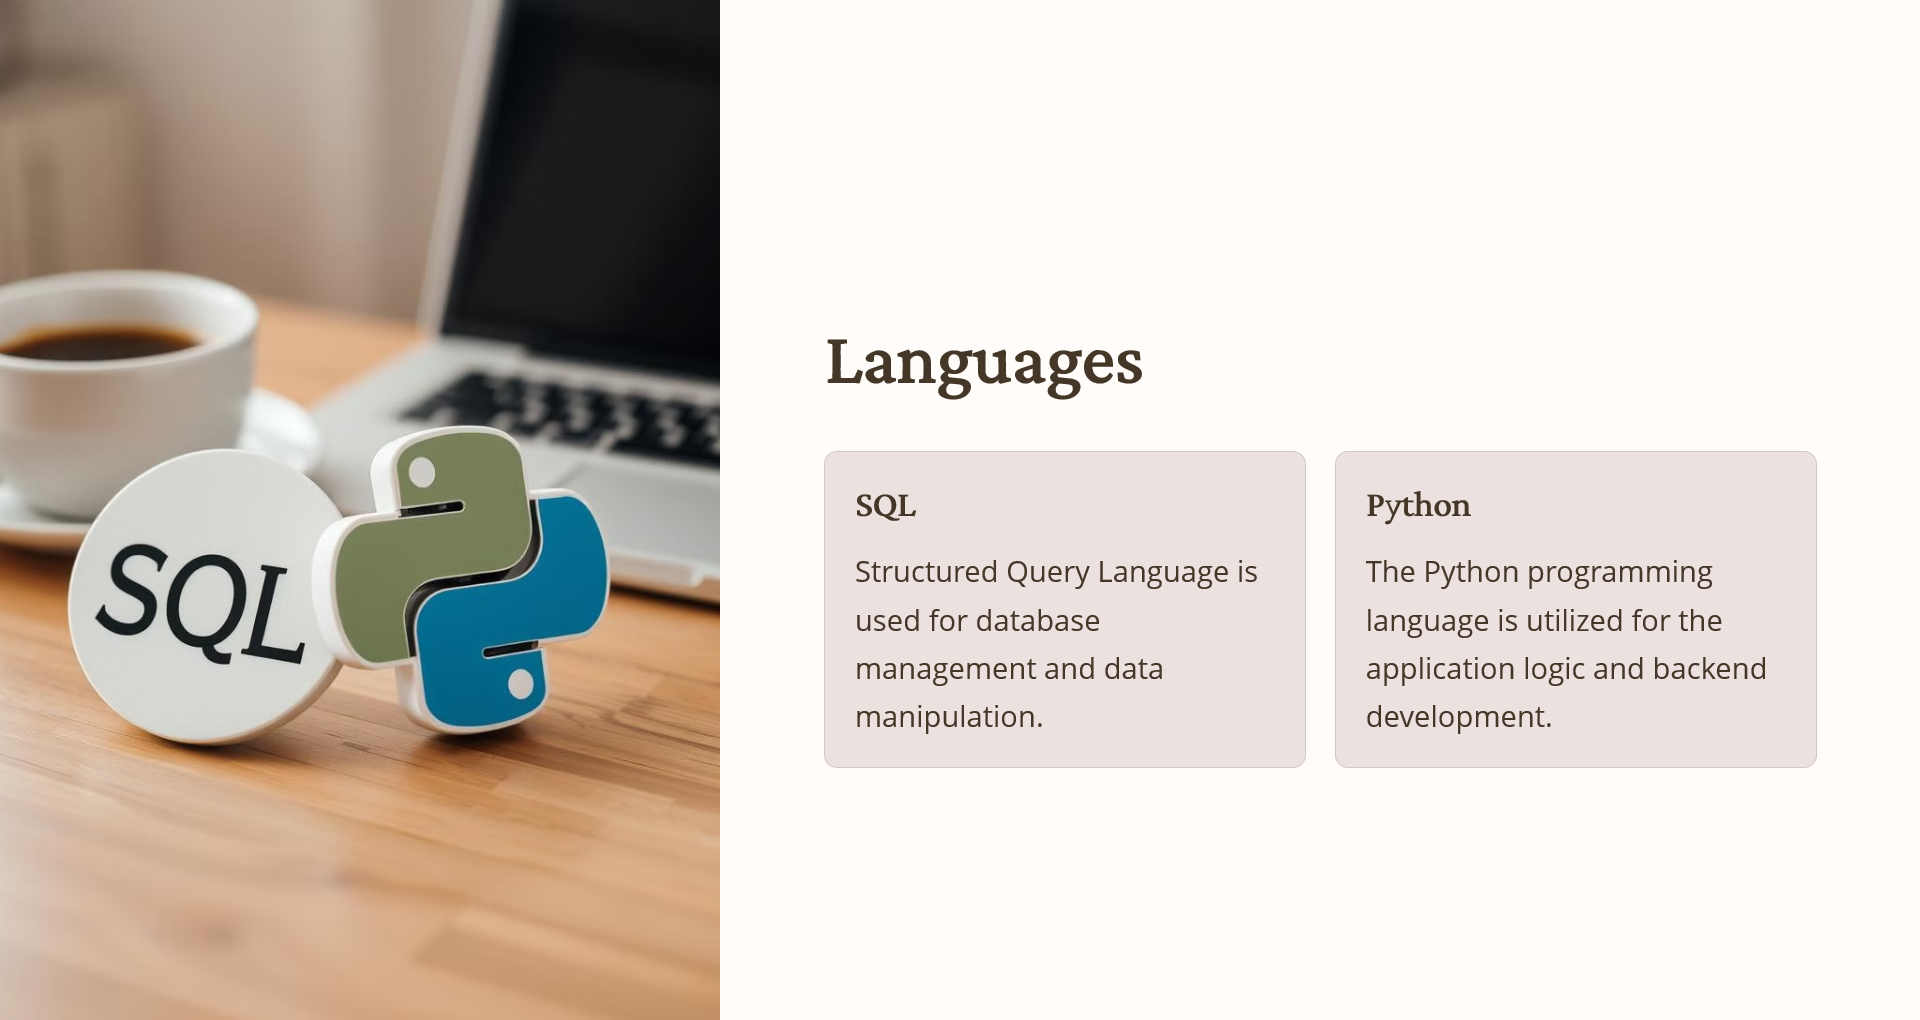 SQL
Languages
SQL
Structured Query Language is
used for database
management and data
manipulation.
Python
The Python programming
language is utilized for the
application logic and backend
development.